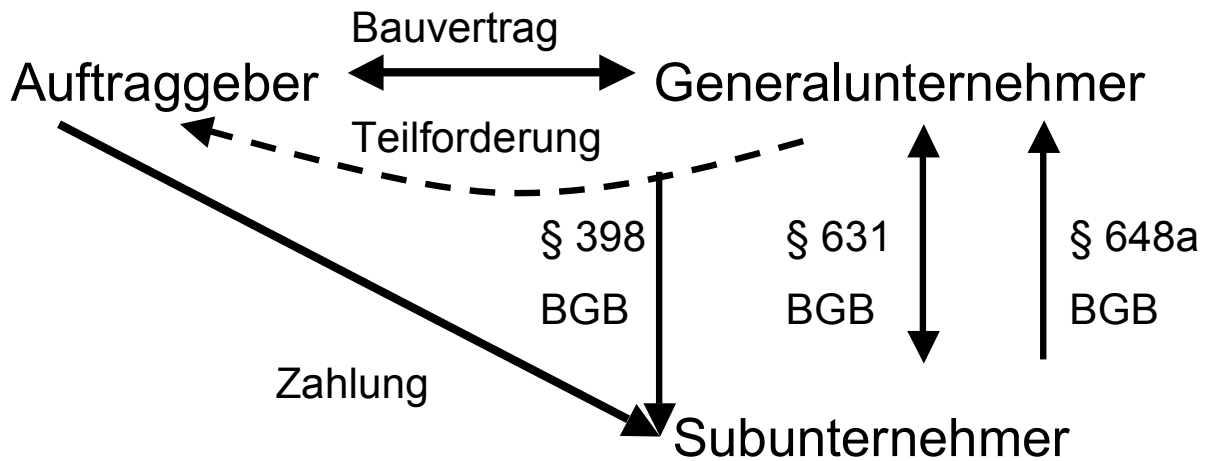 Bauvertrag
Auftraggeber
Generalunternehmer
Teilforderung
§ 398
BGB
§ 631
BGB
§ 648a
BGB
Zahlung
Subunternehmer